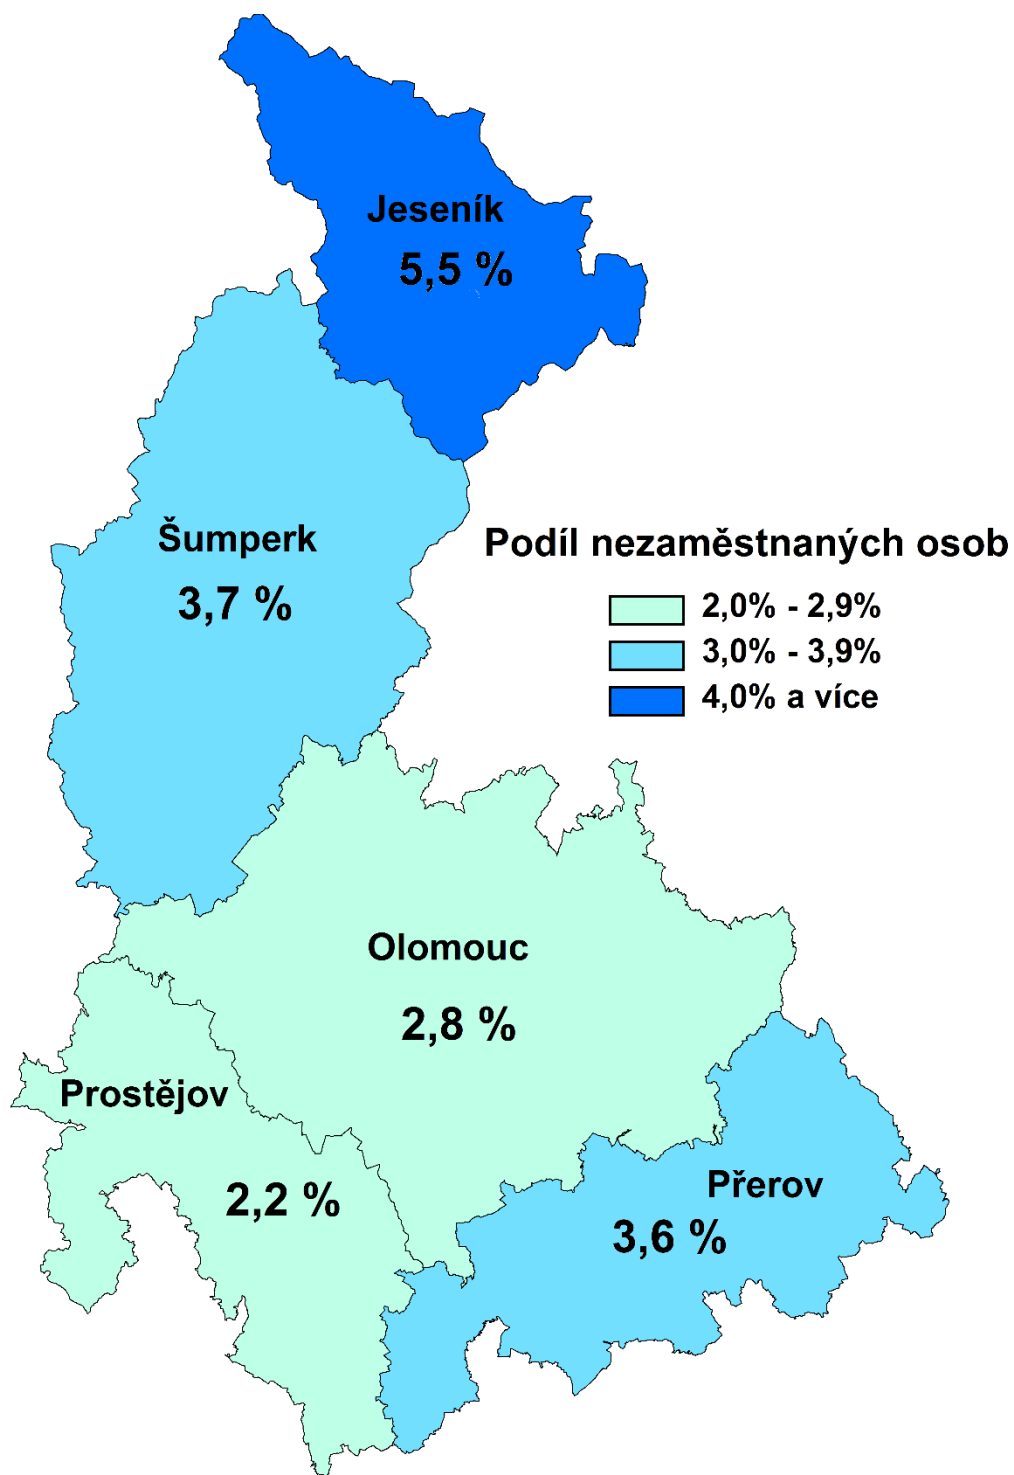 Jeseník
5,5 %
Šumperk
3,7 %
Podíl nezaměstnaných osob
2,0% - 2,9%
3,0% - 3,9%
4,0% a více
Olomouc
2,8 %
Prostějov
2,2 %
Přerov
3,6 %